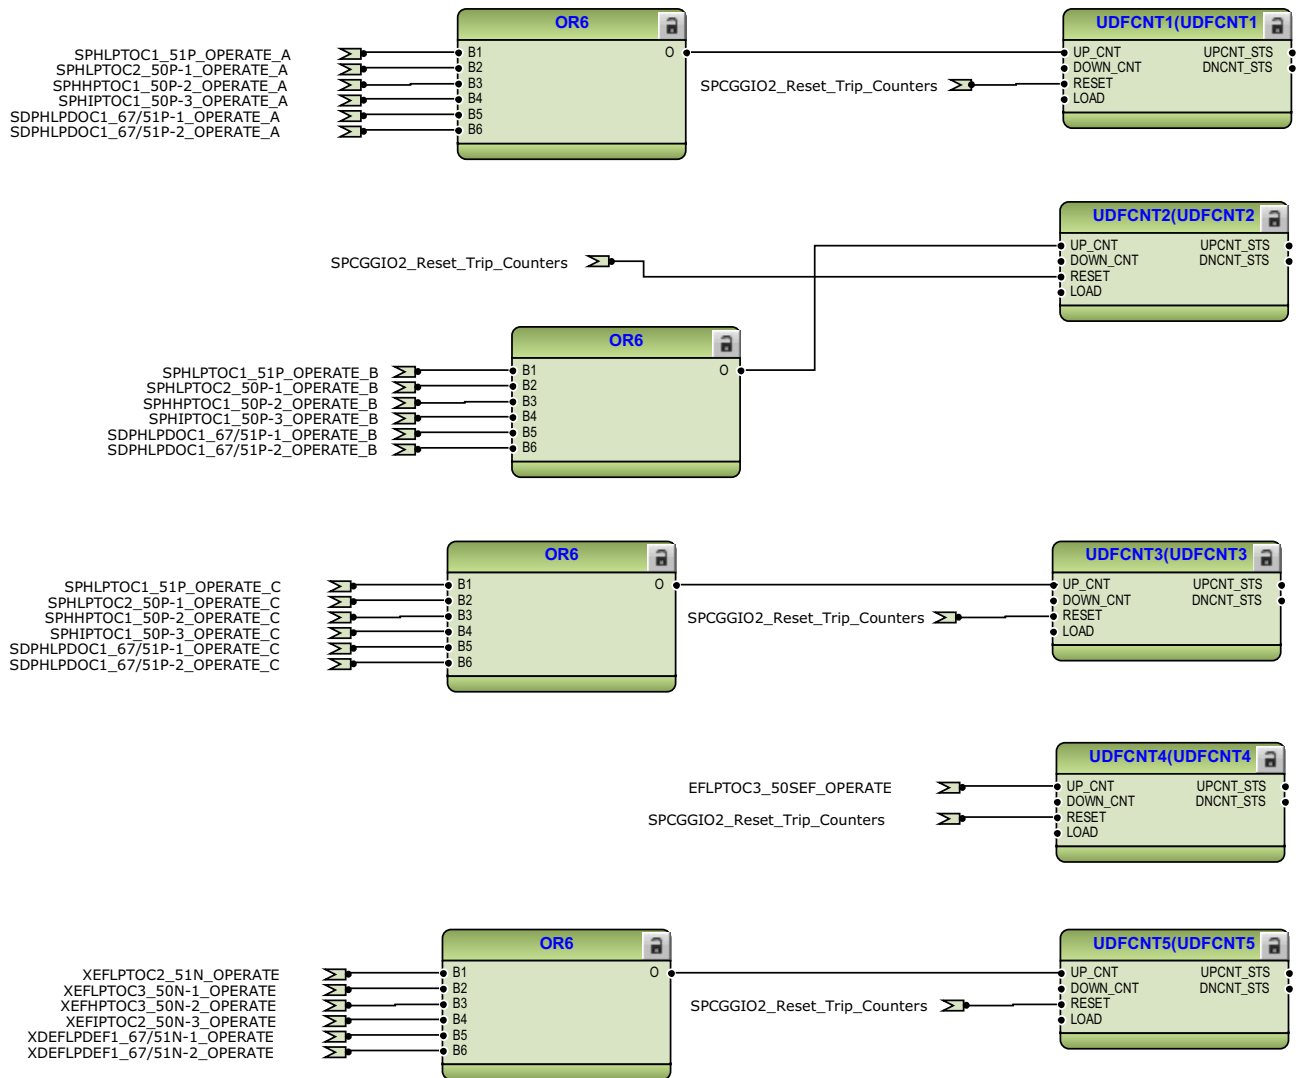 OR6
UDFCNT1(UDFCNT1
SPHLPTOC1_51P_OPERATE_A
SPHLPTOC2_50P-1_OPERATE_A
SPHHPTOC1_50P-2_OPERATE_A
SPHIPTOC1_50P-3_OPERATE_A
SDPHLPDOC1_67/51P-1_OPERATE_A
SDPHLPDOC1_67/51P-2_OPERATE_A
B1 O
B2
B3
B4
B5
B6
SPCGGIO2_Reset_Trip_Counters
UP_CNT UPCNT_STS
DOWN_CNT DNCNT_STS
RESET
LOAD
UDFCNT2(UDFCNT2
SPCGGIO2_Reset_Trip_Counters
UP_CNT UPCNT_STS
DOWN_CNT DNCNT_STS
RESET
LOAD
OR6
SPHLPTOC1_51P_OPERATE_B
SPHLPTOC2_50P-1_OPERATE_B
SPHHPTOC1_50P-2_OPERATE_B
SPHIPTOC1_50P-3_OPERATE_B
SDPHLPDOC1_67/51P-1_OPERATE_B
SDPHLPDOC1_67/51P-2_OPERATE_B
B1 O
B2
B3
B4
B5
B6
OR6
UDFCNT3(UDFCNT3
SPHLPTOC1_51P_OPERATE_C
SPHLPTOC2_50P-1_OPERATE_C
SPHHPTOC1_50P-2_OPERATE_C
SPHIPTOC1_50P-3_OPERATE_C
SDPHLPDOC1_67/51P-1_OPERATE_C
SDPHLPDOC1_67/51P-2_OPERATE_C
B1 O
B2
B3
B4
B5
B6
SPCGGIO2_Reset_Trip_Counters
UP_CNT UPCNT_STS
DOWN_CNT DNCNT_STS
RESET
LOAD
UDFCNT4(UDFCNT4
EFLPTOC3_50SEF_OPERATE
SPCGGIO2_Reset_Trip_Counters
UP_CNT UPCNT_STS
DOWN_CNT DNCNT_STS
RESET
LOAD
OR6
UDFCNT5(UDFCNT5
XEFLPTOC2_51N_OPERATE
XEFLPTOC3_50N-1_OPERATE
XEFHPTOC3_50N-2_OPERATE
XEFIPTOC2_50N-3_OPERATE
XDEFLPDEF1_67/51N-1_OPERATE
XDEFLPDEF1_67/51N-2_OPERATE
B1 O
B2
B3
B4
B5
B6
SPCGGIO2_Reset_Trip_Counters
UP_CNT UPCNT_STS
DOWN_CNT DNCNT_STS
RESET
LOAD